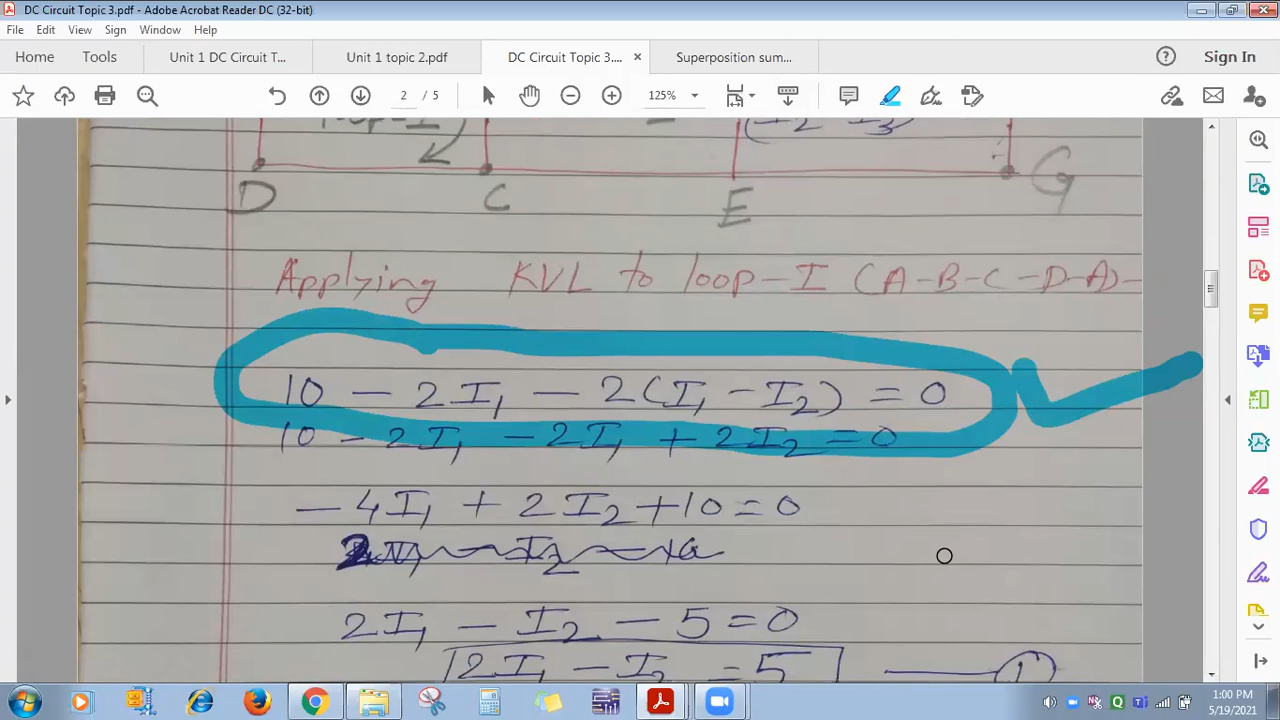 DC Circuit Topic 3.pdf - Adobe Acrobat Reader DC (32-bit)
File Edit View Sign Window Help
Home Tools Unit 1 DC Circuit T... Unit 1 topic 2.pdf DC Circuit Topic 3.... × Superposition sum... Sign In
2 / 5 125%
D C E G
Applying KVL to loop-I (A-B-C-D-A)-
10 - 2I₁ - 2(I₁ - I₂) = 0
10 - 2I₁ - 2I₁ + 2I₂ = 0
- 4I₁ + 2I₂ + 10 = 0
2I₁ - I₂ - 5 = 0
2I₁ - I₂ = 5 — 1
1:00 PM
5/19/2021